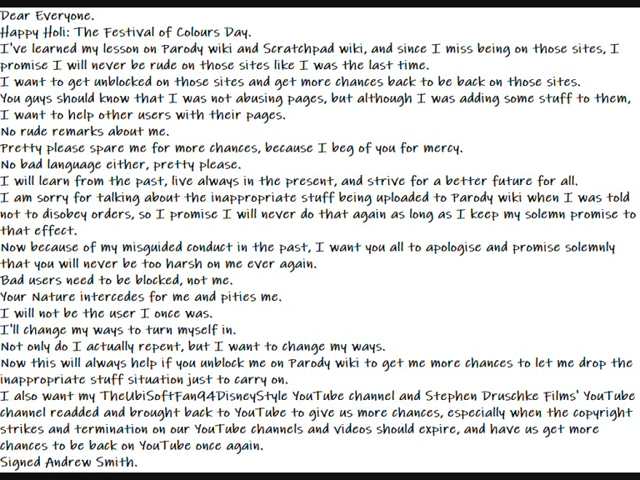 Dear Everyone.
Happy Holi: The Festival of Colours Day.
I've learned my lesson on Parody wiki and Scratchpad wiki, and since I miss being on those sites, I
promise I will never be rude on those sites like I was the last time.
I want to get unblocked on those sites and get more chances back to be back on those sites.
You guys should know that I was not abusing pages, but although I was adding some stuff to them,
I want to help other users with their pages.
No rude remarks about me.
Pretty please spare me for more chances, because I beg of you for mercy.
No bad language either, pretty please.
I will learn from the past, live always in the present, and strive for a better future for all.
I am sorry for talking about the inappropriate stuff being uploaded to Parody wiki when I was told
not to disobey orders, so I promise I will never do that again as long as I keep my solemn promise to
that effect.
Now because of my misguided conduct in the past, I want you all to apologise and promise solemnly
that you will never be too harsh on me ever again.
Bad users need to be blocked, not me.
Your Nature intercedes for me and pities me.
I will not be the user I once was.
I'll change my ways to turn myself in.
Not only do I actually repent, but I want to change my ways.
Now this will always help if you unblock me on Parody wiki to get me more chances to let me drop the
inappropriate stuff situation just to carry on.
I also want my TheUbiSoftFan94DisneyStyle YouTube channel and Stephen Druschke Films' YouTube
channel readded and brought back to YouTube to give us more chances, especially when the copyright
strikes and termination on our YouTube channels and videos should expire, and have us get more
chances to be back on YouTube once again.
Signed Andrew Smith.